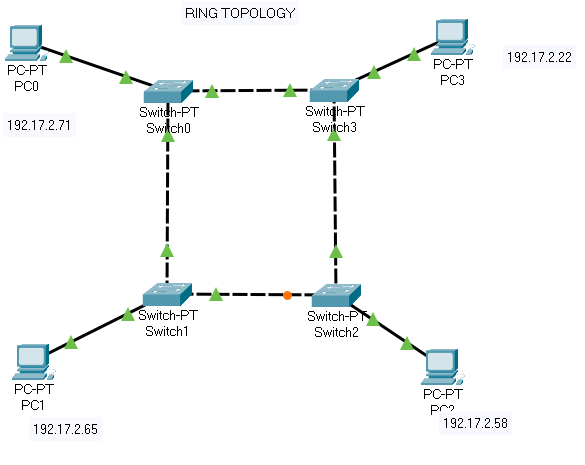 RING TOPOLOGY
PC-PT
PC0
192.17.2.71
Switch-PT
Switch0
Switch-PT
Switch3
PC-PT
PC3
192.17.2.22
Switch-PT
Switch1
Switch-PT
Switch2
PC-PT
PC1
192.17.2.65
PC-PT
PC2
192.17.2.58